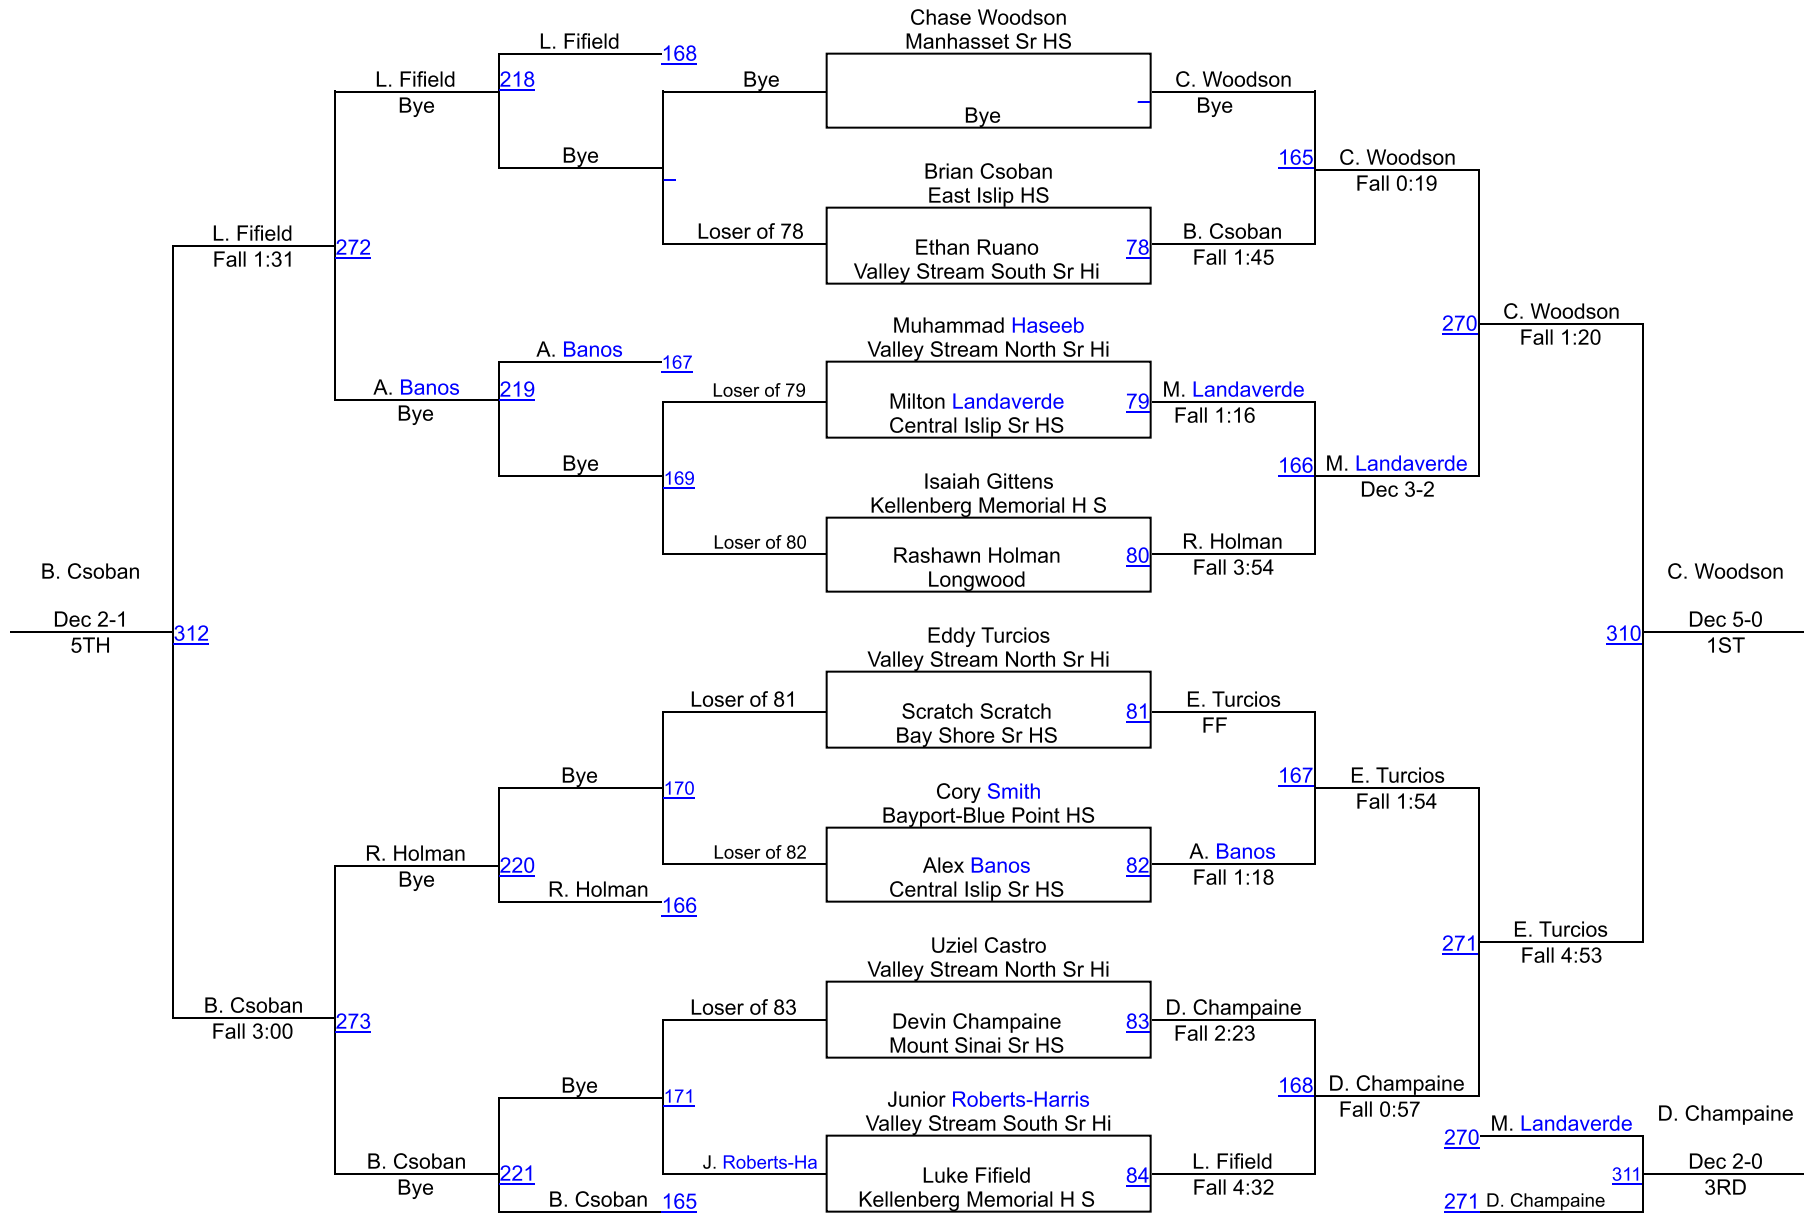 Chase Woodson
Manhasset Sr HS
L. Fifield
168
L. Fifield
218
Bye
C. Woodson
Bye
Bye
Bye
Bye
165
C. Woodson
Fall 0:19
Brian Csoban
East Islip HS
Loser of 78
B. Csoban
L. Fifield
Fall 1:31
272
Ethan Ruano
78
Valley Stream South Sr Hi
Fall 1:45
C. Woodson
270
Fall 1:20
Muhammad Haseeb
Valley Stream North Sr Hi
A. Banos
167
A. Banos
219
Bye
Loser of 79
Milton Landaverde
79
Central Islip Sr HS
M. Landaverde
Fall 1:16
Bye
169
166
M. Landaverde
Dec 3-2
Isaiah Gittens
Kellenberg Memorial H S
Loser of 80
Rashawn Holman
80
Longwood
R. Holman
Fall 3:54
B. Csoban
Dec 2-1
312
5TH
C. Woodson
310
Dec 5-0
1ST
Eddy Turcios
Valley Stream North Sr Hi
Loser of 81
Scratch Scratch
81
Bay Shore Sr HS
E. Turcios
FF
Bye
170
167
E. Turcios
Fall 1:54
Cory Smith
Bayport-Blue Point HS
R. Holman
220
Bye
R. Holman
166
Loser of 82
Alex Banos
82
Central Islip Sr HS
A. Banos
Fall 1:18
271
E. Turcios
Fall 4:53
Uziel Castro
Valley Stream North Sr Hi
B. Csoban
273
Fall 3:00
Loser of 83
Devin Champaine
83
Mount Sinai Sr HS
D. Champaine
Fall 2:23
Bye
171
168
D. Champaine
Fall 0:57
Junior Roberts-Harris
Valley Stream South Sr Hi
B. Csoban
221
Bye
B. Csoban
165
J. Roberts-Ha
Luke Fifield
84
Kellenberg Memorial H S
L. Fifield
Fall 4:32
M. Landaverde
270
D. Champaine
311
Dec 2-0
3RD
271
D. Champaine